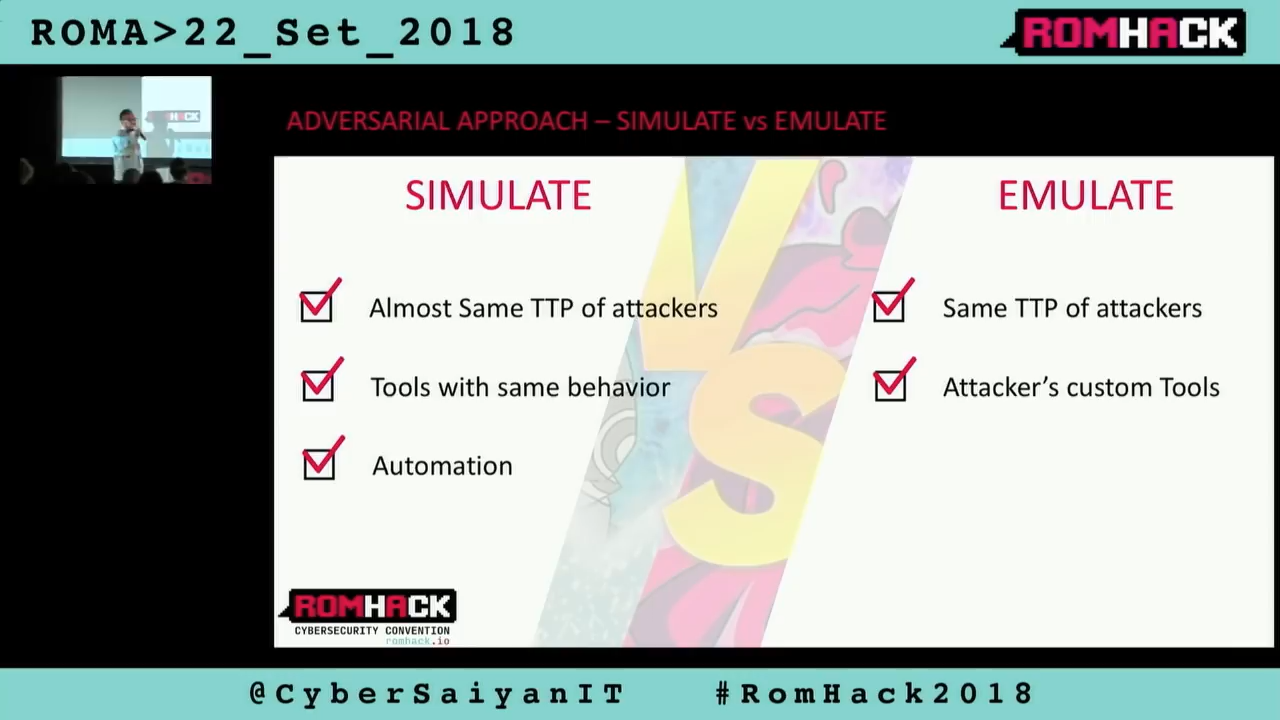 ROMA>22_Set_2018
ROMHACK
ADVERSARIAL APPROACH – SIMULATE vs EMULATE
VS
SIMULATE
Almost Same TTP of attackers
Tools with same behavior
Automation
EMULATE
Same TTP of attackers
Attacker's custom Tools
ROMHACK
CYBERSECURITY CONVENTION
romhack.io
@CyberSaiyanIT #RomHack2018